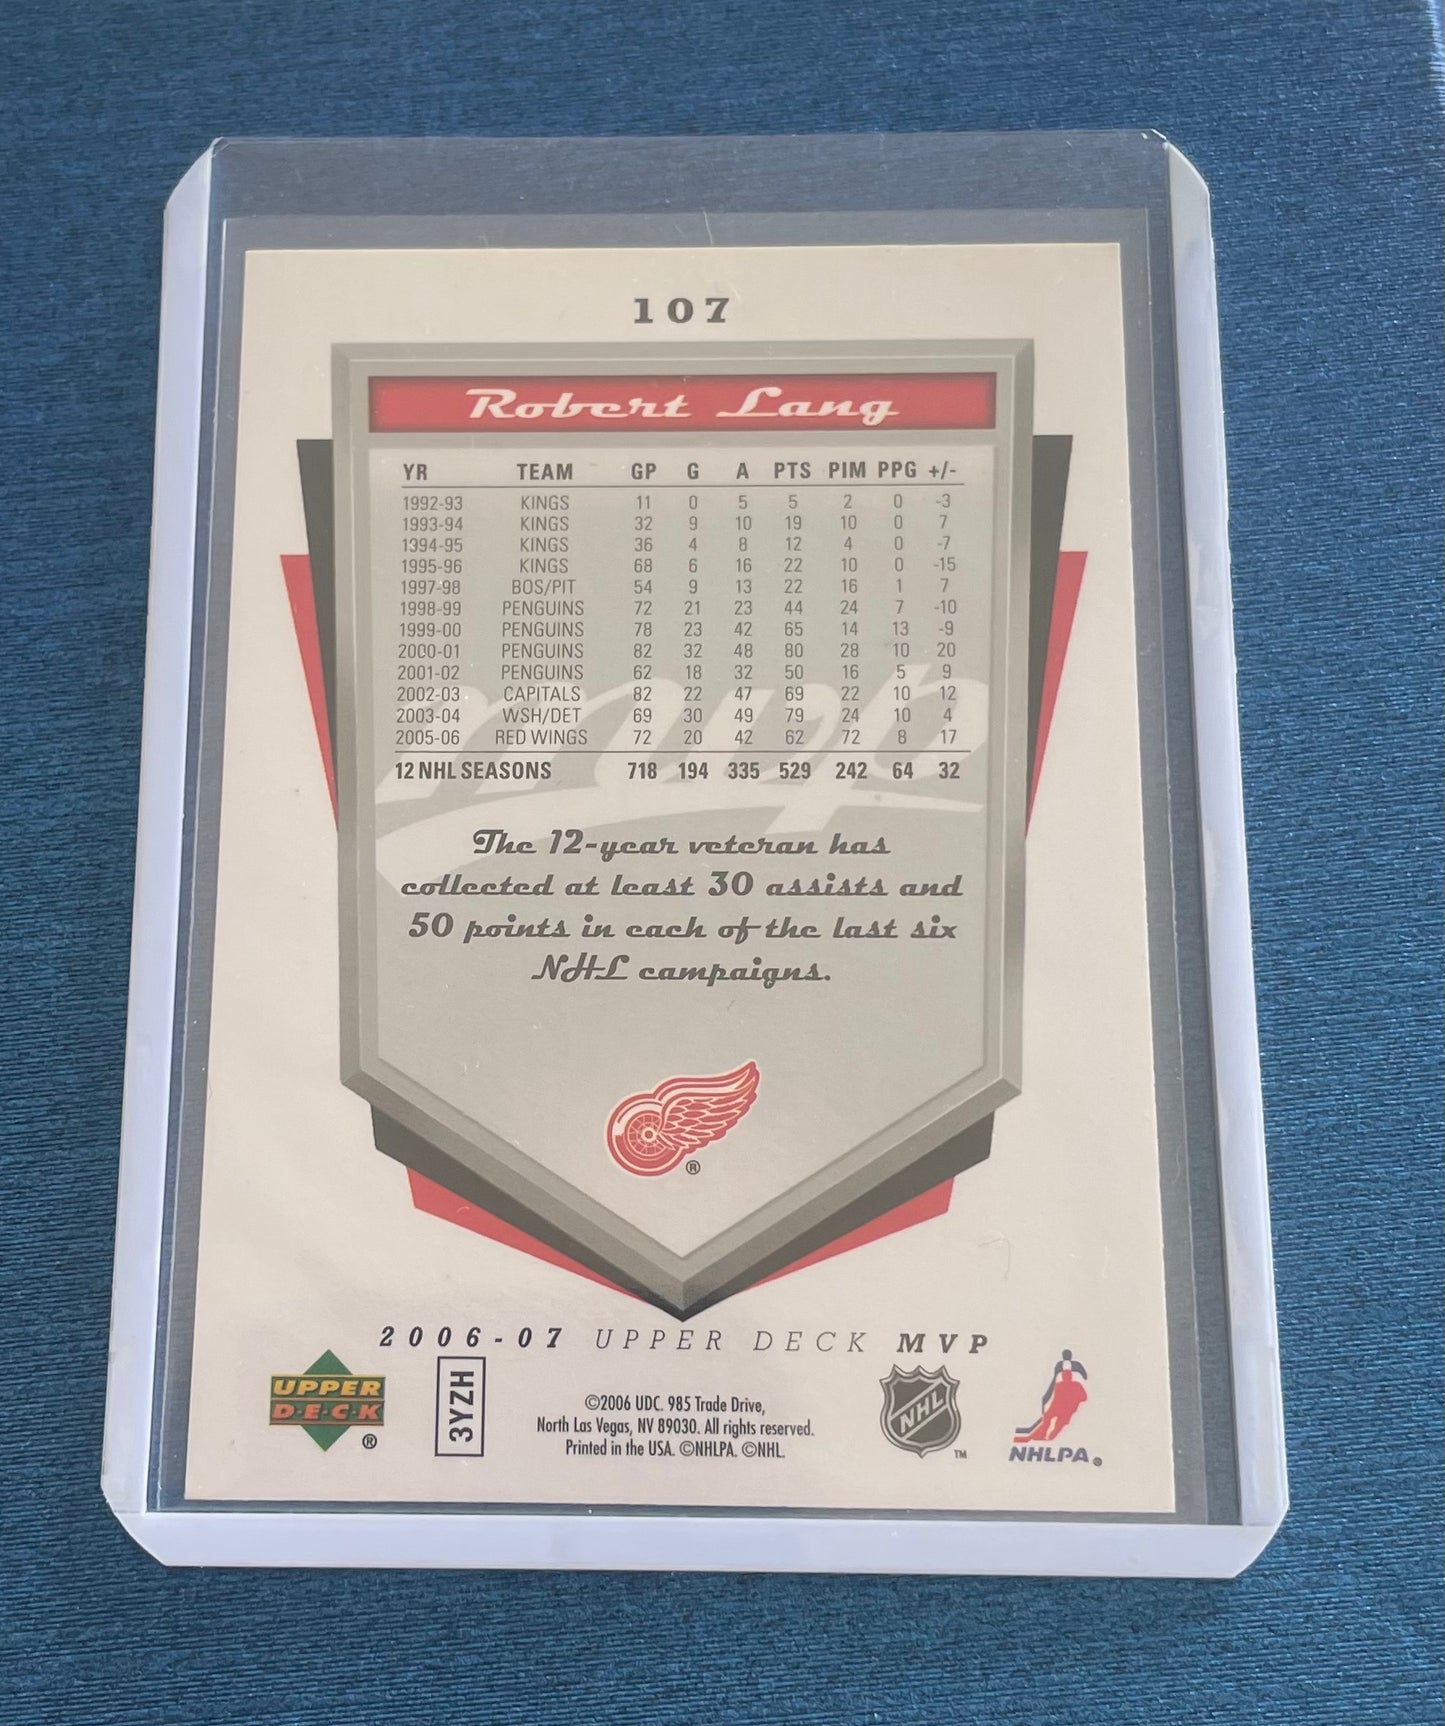 107
Robert Lang
YR TEAM GP G A PTS PIM PPG +/-
1992-93 KINGS 11 0 5 5 2 0 -3
1993-94 KINGS 32 9 10 19 10 0 7
1394-95 KINGS 36 4 8 12 4 0 -7
1995-96 KINGS 68 6 16 22 10 0 -15
1997-98 BOS/PIT 54 9 13 22 16 1 7
1998-99 PENGUINS 72 21 23 44 24 7 -10
1999-00 PENGUINS 78 23 42 65 14 13 -9
2000-01 PENGUINS 82 32 48 80 28 10 20
2001-02 PENGUINS 62 18 32 50 16 5 9
2002-03 CAPITALS 82 22 47 69 22 10 12
2003-04 WSH/DET 69 30 49 79 24 10 4
2005-06 RED WINGS 72 20 42 62 72 8 17
12 NHL SEASONS 718 194 335 529 242 64 32
mvp
The 12-year veteran has
collected at least 30 assists and
50 points in each of the last six
NHL campaigns.
®
2006-07 UPPER DECK MVP
UPPER
D·E·C·K
®
3YZH
©2006 UDC. 985 Trade Drive,
North Las Vegas, NV 89030. All rights reserved.
Printed in the USA. ©NHLPA. ©NHL.
NHL
™
NHLPA®